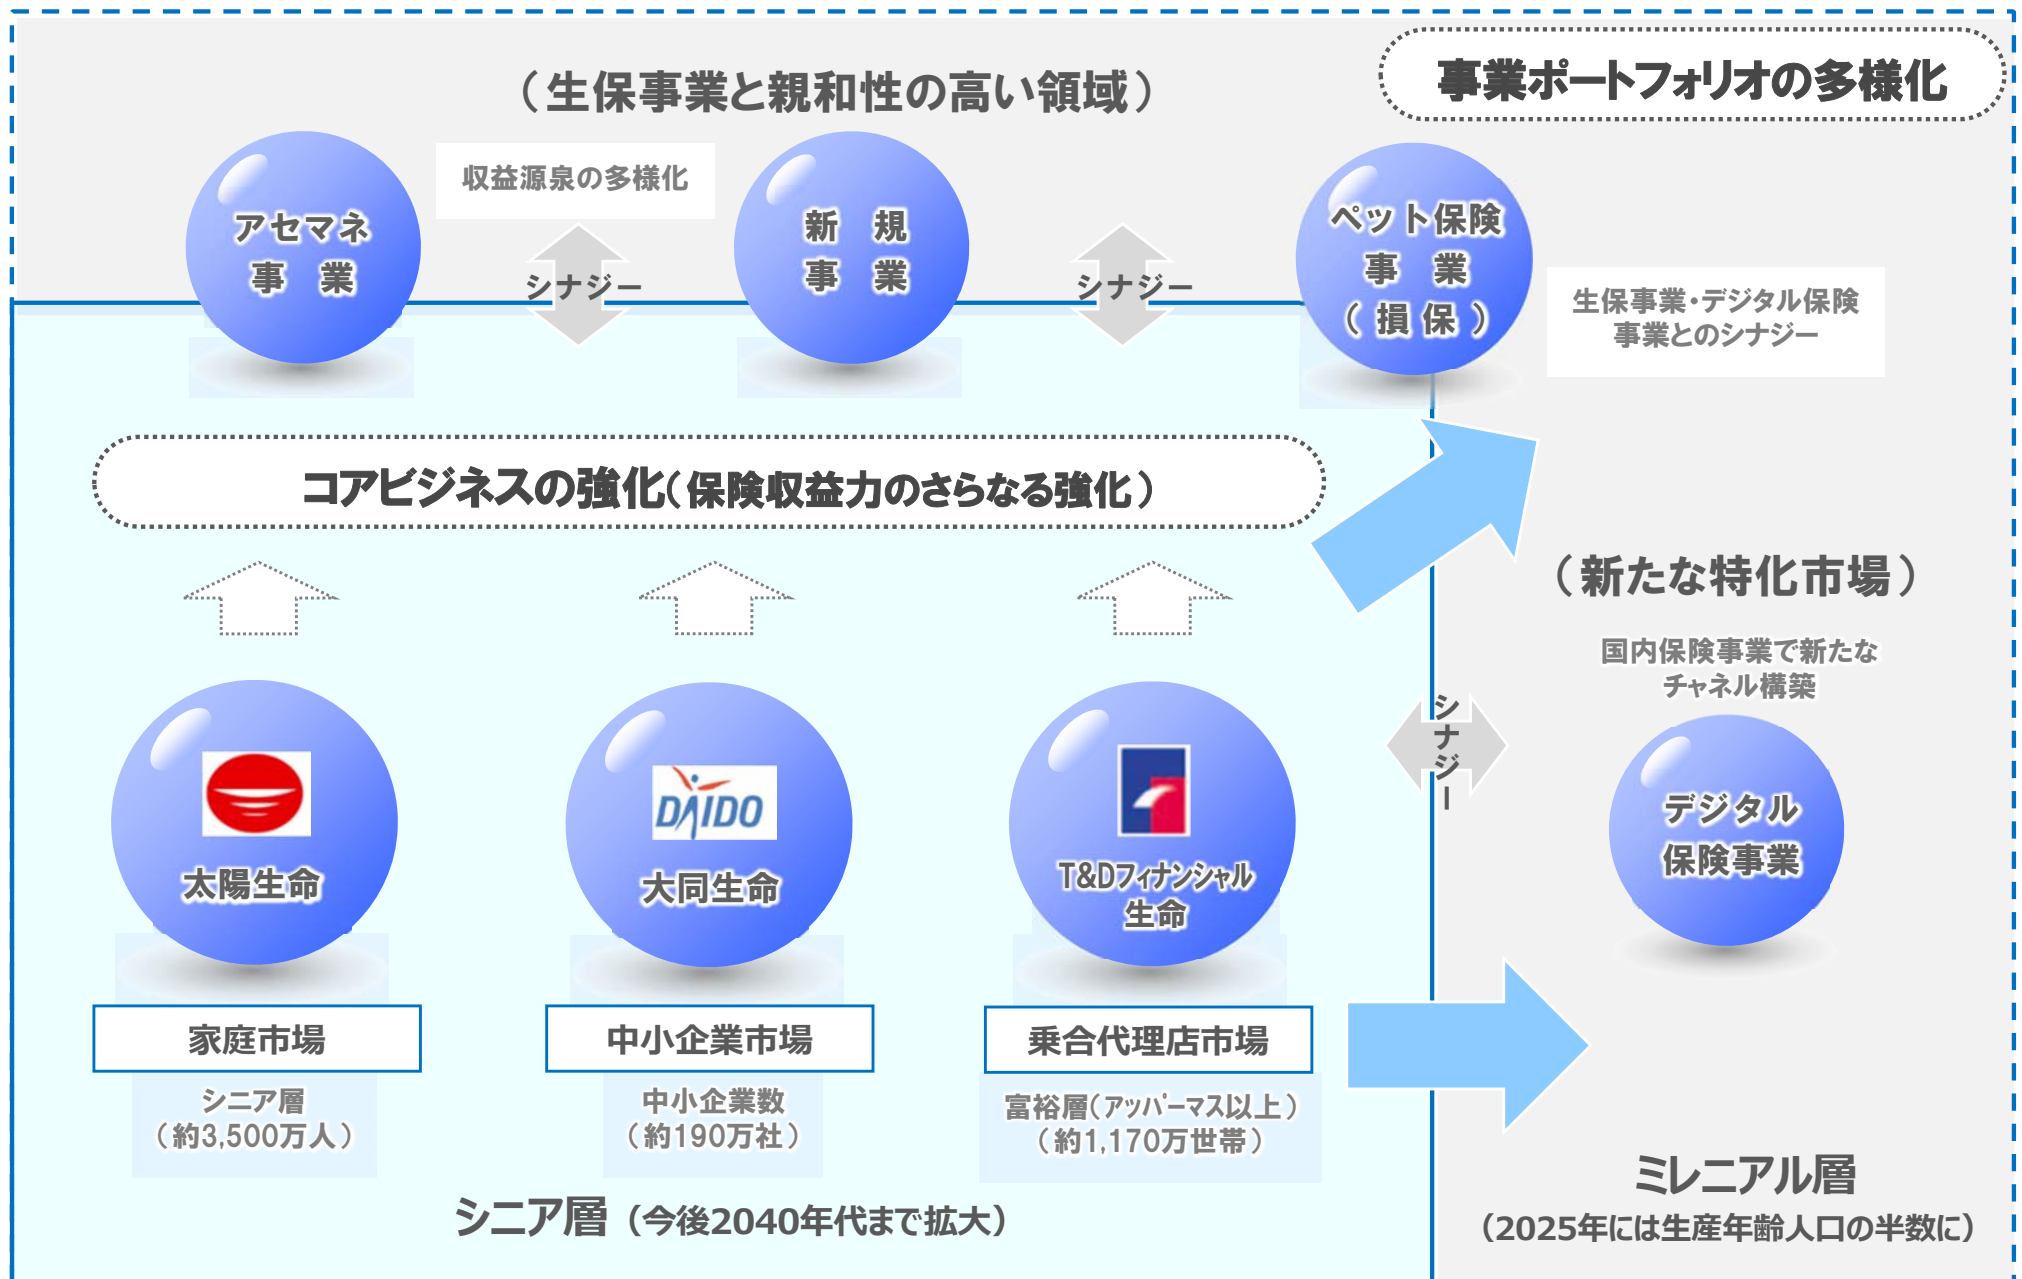 事業ポートフォリオの多様化
（生保事業と親和性の高い領域）
収益源泉の多様化
アセマネ
事　業
シナジー
新　規
事　業
シナジー
ペット保険
事　業
（損保）
生保事業・デジタル保険
事業とのシナジー
コアビジネスの強化（保険収益力のさらなる強化）
（新たな特化市場）
国内保険事業で新たな
チャネル構築
シナジー
デジタル
保険事業
太陽生命
DAIDO
大同生命
T&Dフィナンシャル
生命
家庭市場
中小企業市場
乗合代理店市場
シニア層
（約3,500万人）
中小企業数
（約190万社）
富裕層（アッパーマス以上）
（約1,170万世帯）
シニア層（今後2040年代まで拡大）
ミレニアル層
（2025年には生産年齢人口の半数に）